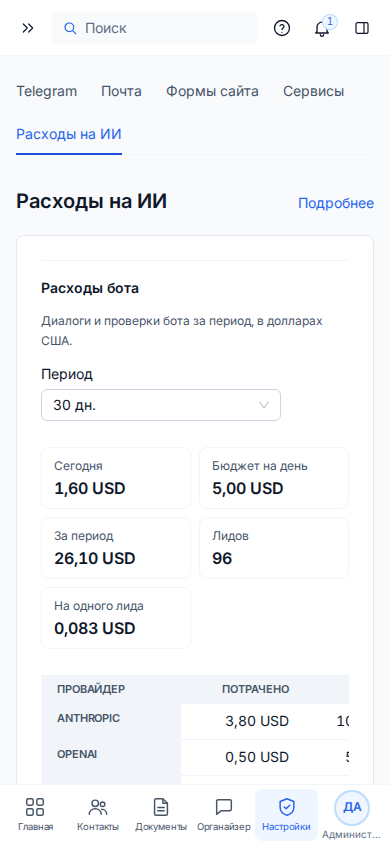 Поиск
1
Telegram Почта Формы сайта Сервисы
Расходы на ИИ
Расходы на ИИ Подробнее
Расходы бота
Диалоги и проверки бота за период, в долларах
США.
Период
30 дн.
Сегодня Бюджет на день
1,60 USD 5,00 USD
За период Лидов
26,10 USD 96
На одного лида
0,083 USD
ПРОВАЙДЕР ПОТРАЧЕНО
ANTHROPIC 3,80 USD
OPENAI 0,50 USD
ДА
Главная Контакты Документы Органайзер Настройки Админист...